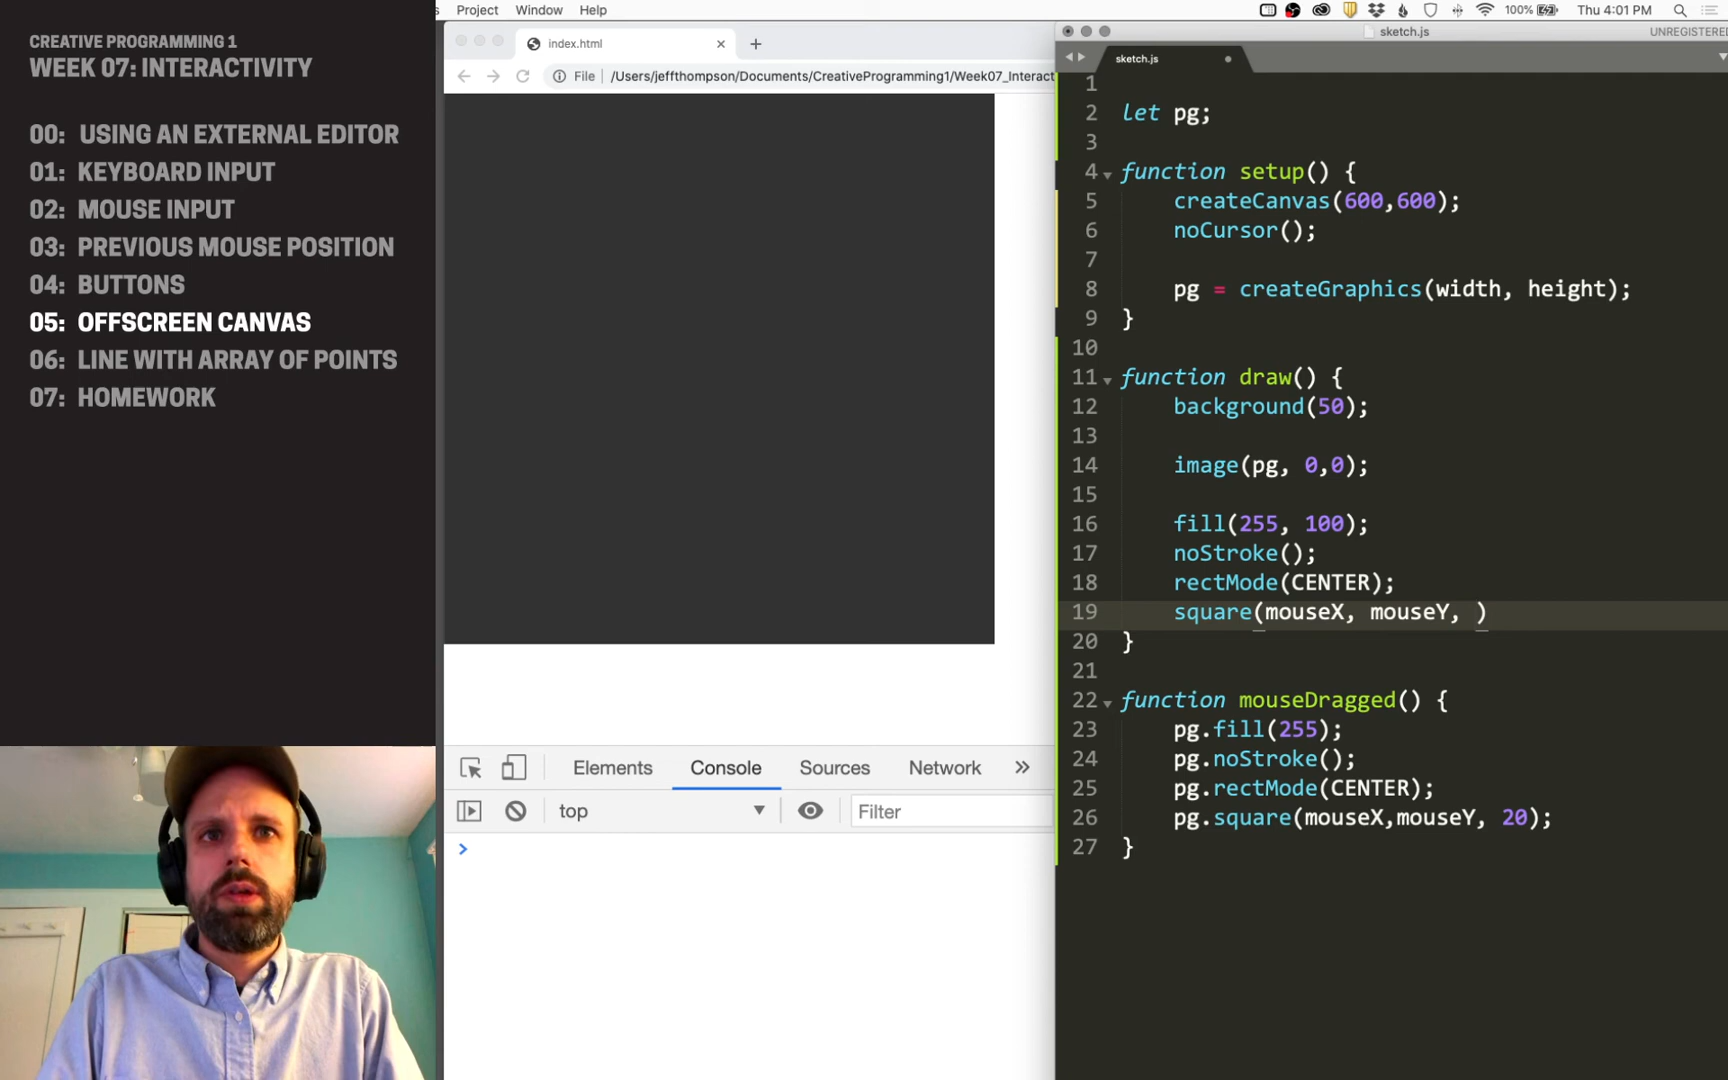 Project Window Help
100% Thu 4:01 PM
CREATIVE PROGRAMMING 1
WEEK 07: INTERACTIVITY
00: USING AN EXTERNAL EDITOR
01: KEYBOARD INPUT
02: MOUSE INPUT
03: PREVIOUS MOUSE POSITION
04: BUTTONS
05: OFFSCREEN CANVAS
06: LINE WITH ARRAY OF POINTS
07: HOMEWORK
index.html
File | /Users/jeffthompson/Documents/CreativeProgramming1/Week07_Interact
Elements Console Sources Network »
top Filter
>
sketch.js
UNREGISTERED
sketch.js
1
2 let pg;
3
4 function setup() {
5 createCanvas(600,600);
6 noCursor();
7
8 pg = createGraphics(width, height);
9 }
10
11 function draw() {
12 background(50);
13
14 image(pg, 0,0);
15
16 fill(255, 100);
17 noStroke();
18 rectMode(CENTER);
19 square(mouseX, mouseY, )
20 }
21
22 function mouseDragged() {
23 pg.fill(255);
24 pg.noStroke();
25 pg.rectMode(CENTER);
26 pg.square(mouseX,mouseY, 20);
27 }